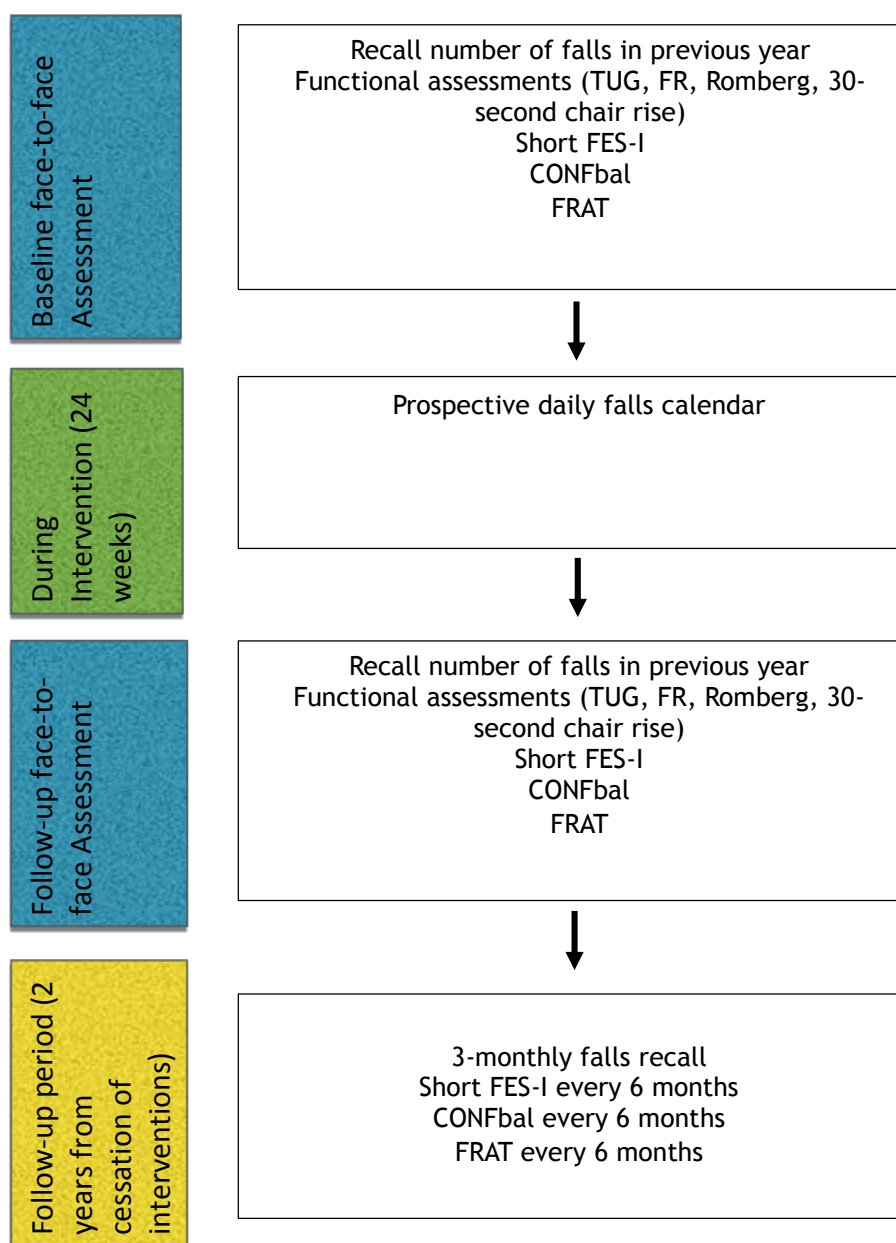 Baseline face-to-face
Assessment
Recall number of falls in previous year
Functional assessments (TUG, FR, Romberg, 30-
second chair rise)
Short FES-I
CONFbal
FRAT
During
Intervention (24
weeks)
Prospective daily falls calendar
Follow-up face-to-
face Assessment
Recall number of falls in previous year
Functional assessments (TUG, FR, Romberg, 30-
second chair rise)
Short FES-I
CONFbal
FRAT
Follow-up period (2
years from
cessation of
interventions)
3-monthly falls recall
Short FES-I every 6 months
CONFbal every 6 months
FRAT every 6 months